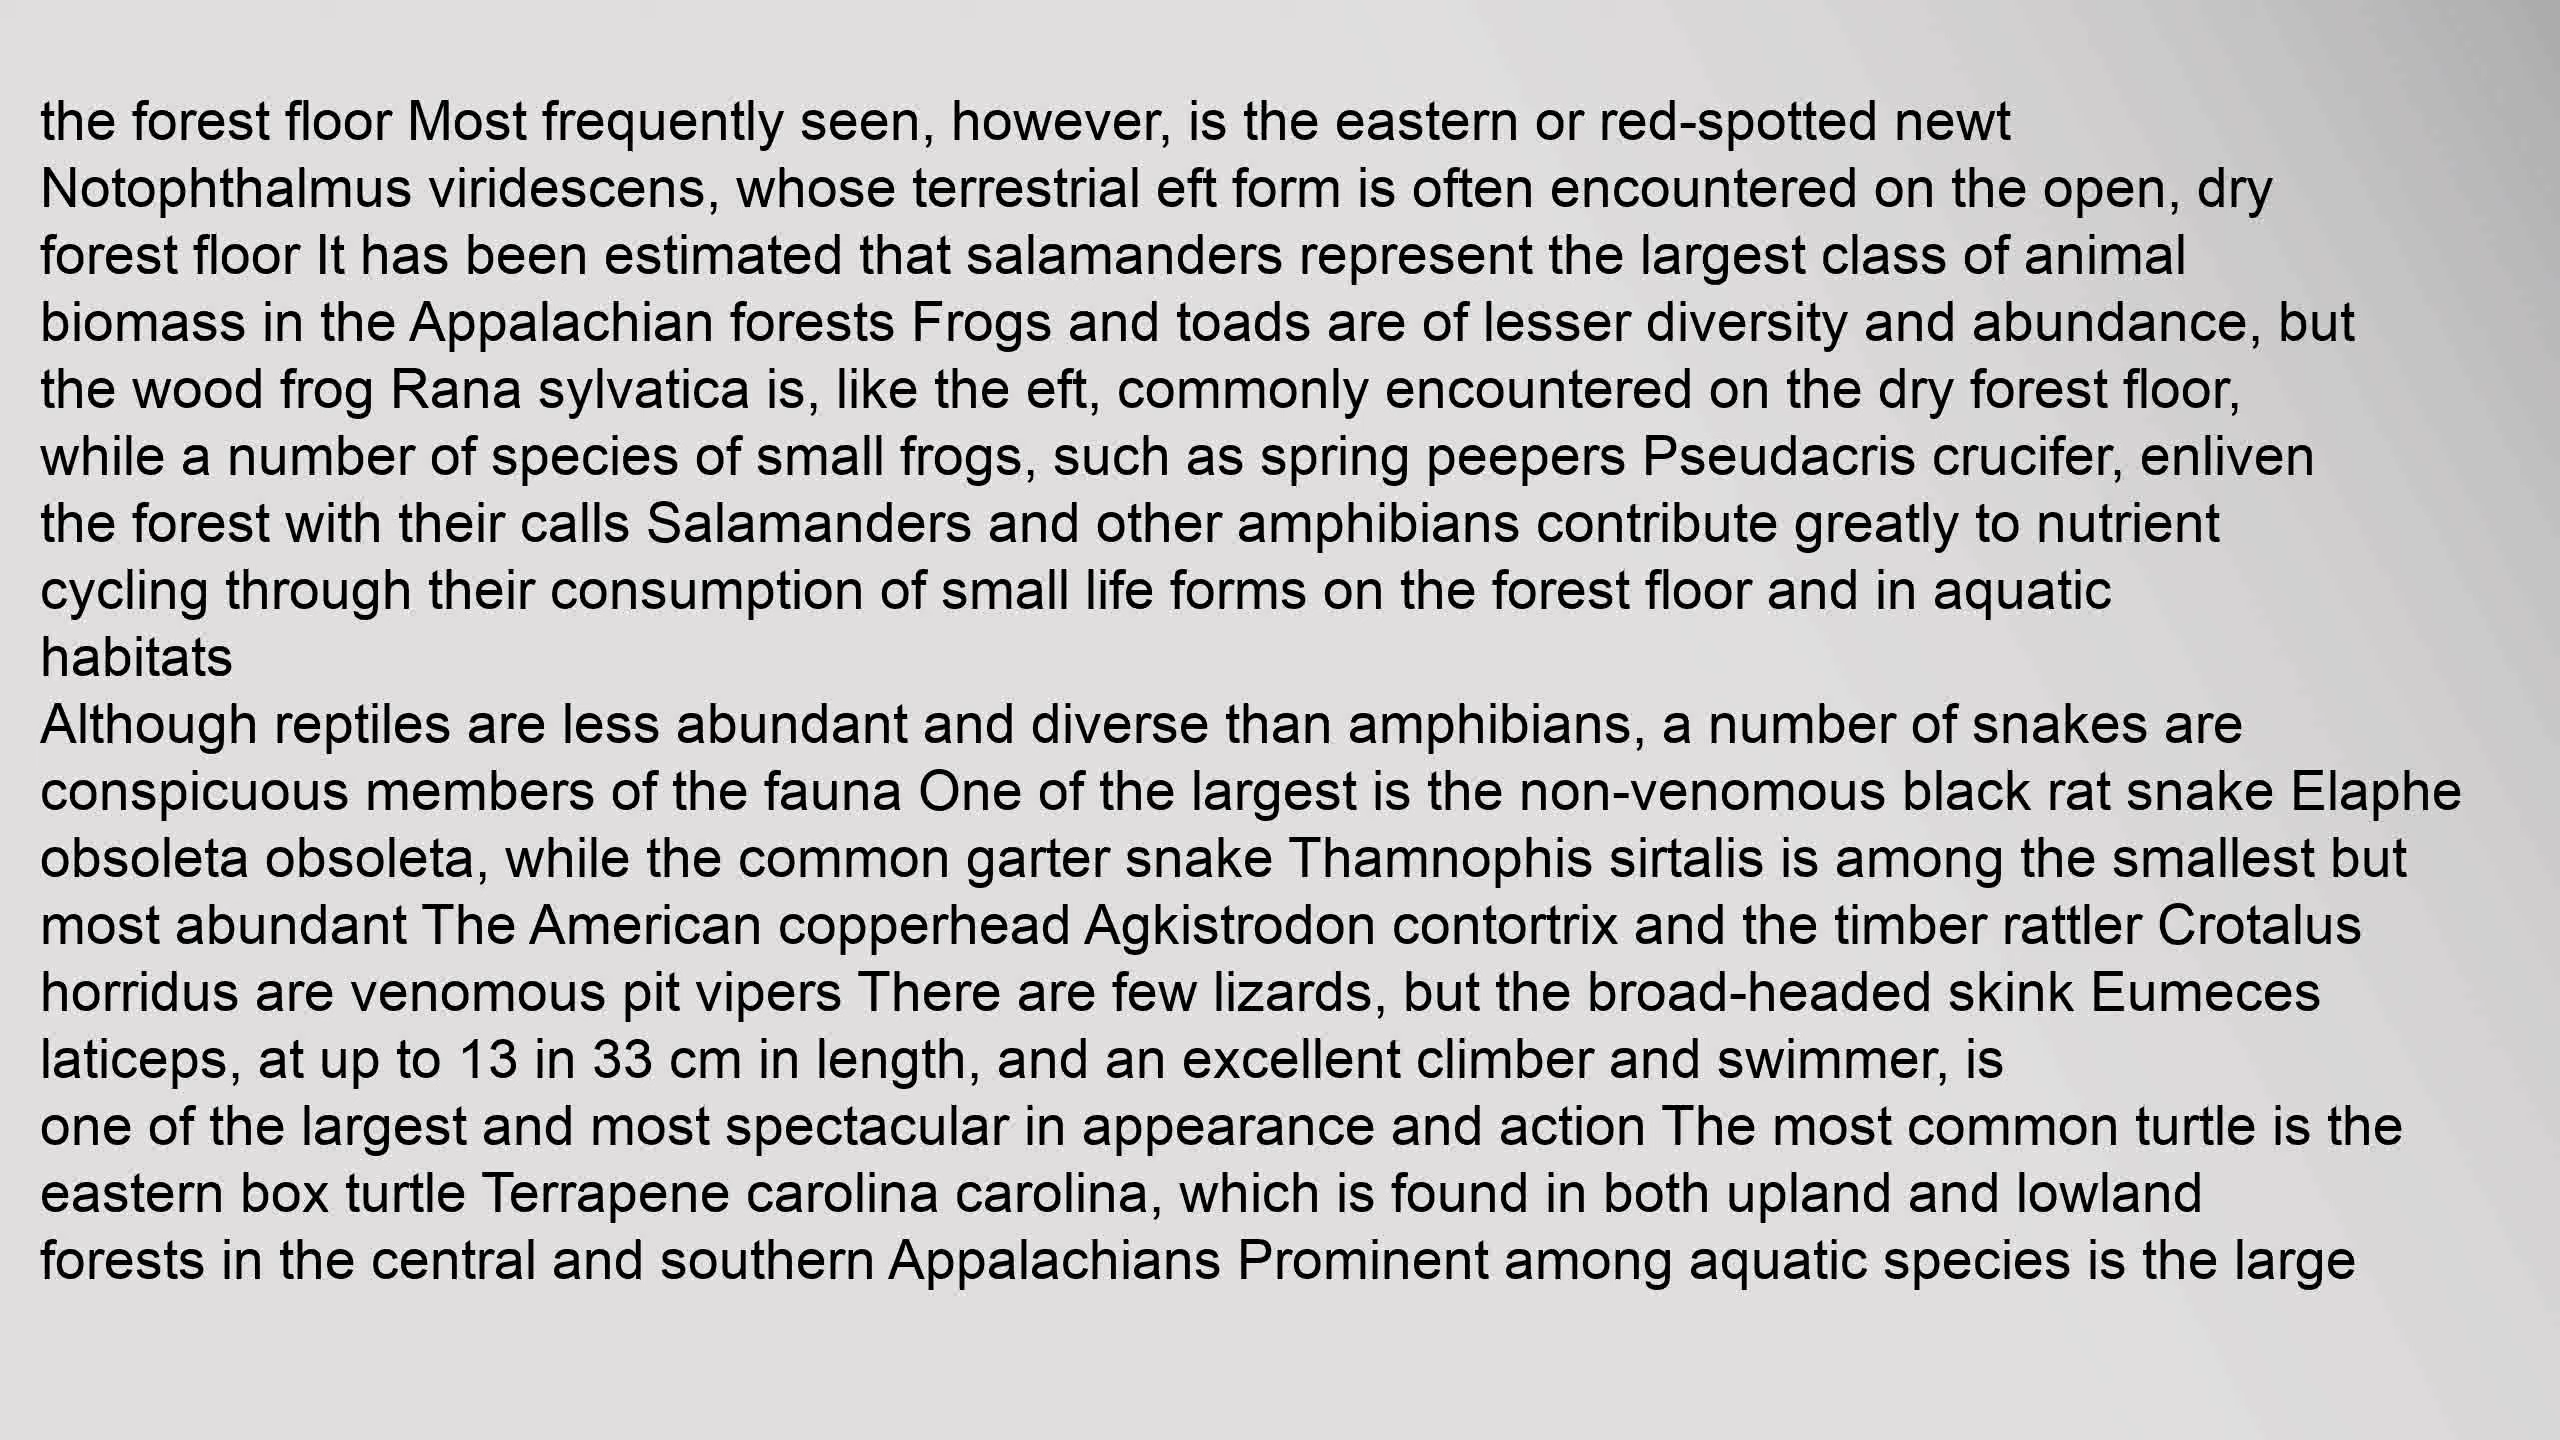 the forest floor Most frequently seen, however, is the eastern or red-spotted newt
Notophthalmus viridescens, whose terrestrial eft form is often encountered on the open, dry
forest floor It has been estimated that salamanders represent the largest class of animal
biomass in the Appalachian forests Frogs and toads are of lesser diversity and abundance, but
the wood frog Rana sylvatica is, like the eft, commonly encountered on the dry forest floor,
while a number of species of small frogs, such as spring peepers Pseudacris crucifer, enliven
the forest with their calls Salamanders and other amphibians contribute greatly to nutrient
cycling through their consumption of small life forms on the forest floor and in aquatic
habitats
Although reptiles are less abundant and diverse than amphibians, a number of snakes are
conspicuous members of the fauna One of the largest is the non-venomous black rat snake Elaphe
obsoleta obsoleta, while the common garter snake Thamnophis sirtalis is among the smallest but
most abundant The American copperhead Agkistrodon contortrix and the timber rattler Crotalus
horridus are venomous pit vipers There are few lizards, but the broad-headed skink Eumeces
laticeps, at up to 13 in 33 cm in length, and an excellent climber and swimmer, is
one of the largest and most spectacular in appearance and action The most common turtle is the
eastern box turtle Terrapene carolina carolina, which is found in both upland and lowland
forests in the central and southern Appalachians Prominent among aquatic species is the large